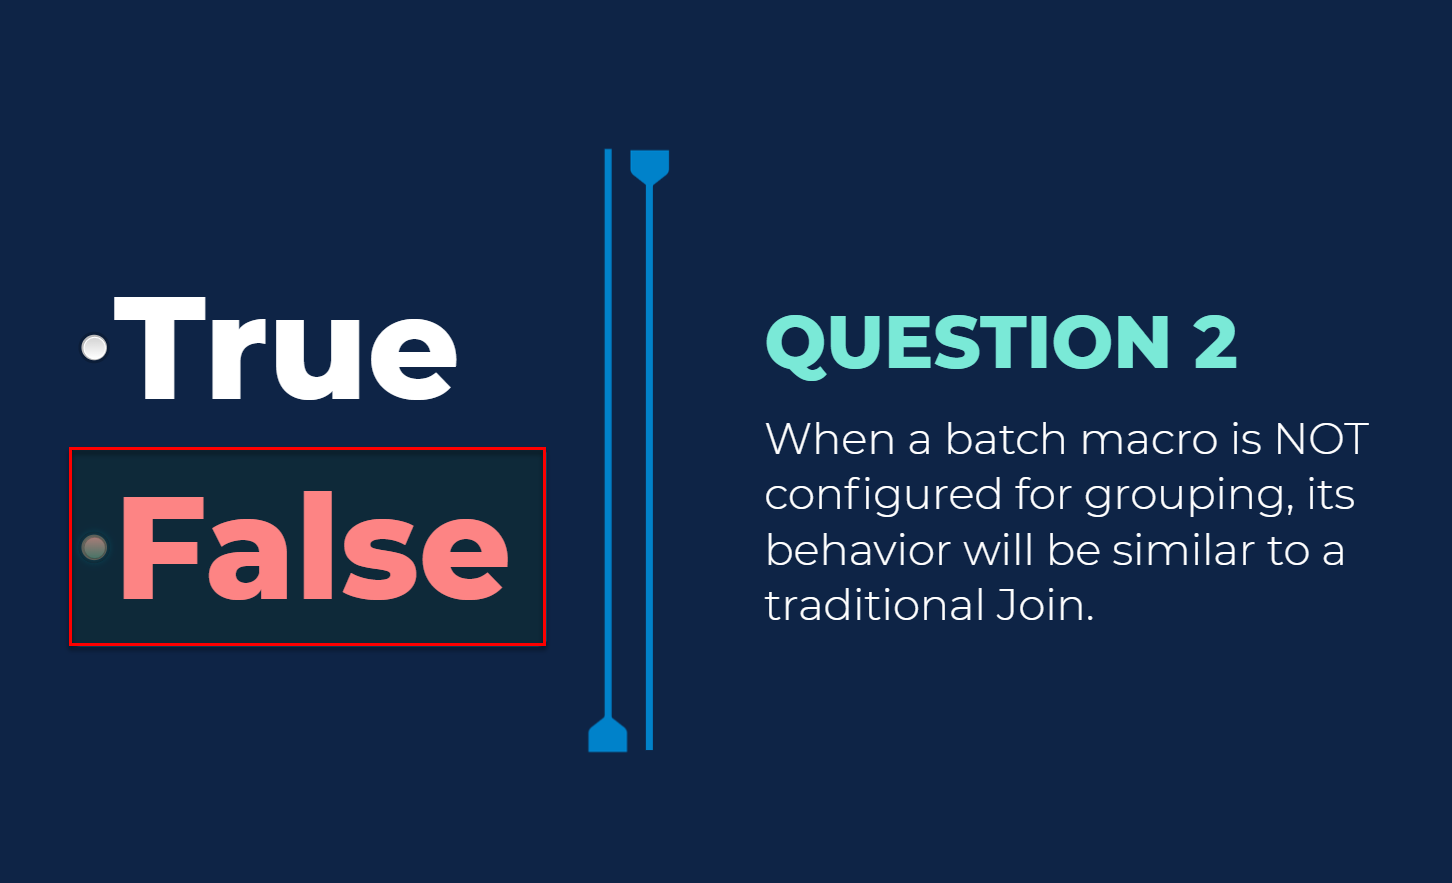 True
False
QUESTION 2
When a batch macro is NOT
configured for grouping, its
behavior will be similar to a
traditional Join.